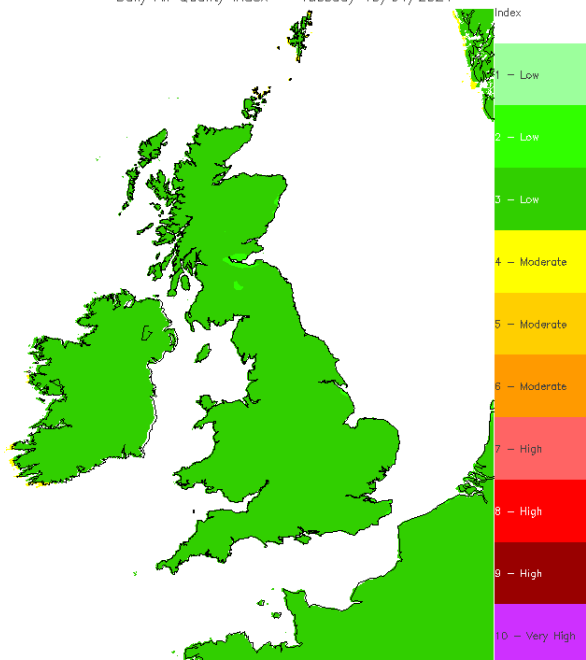 Index
1 - Low
2 - Low
3 - Low
4 - Moderate
5 - Moderate
6 - Moderate
7 - High
8 - High
9 - High
10 - Very High